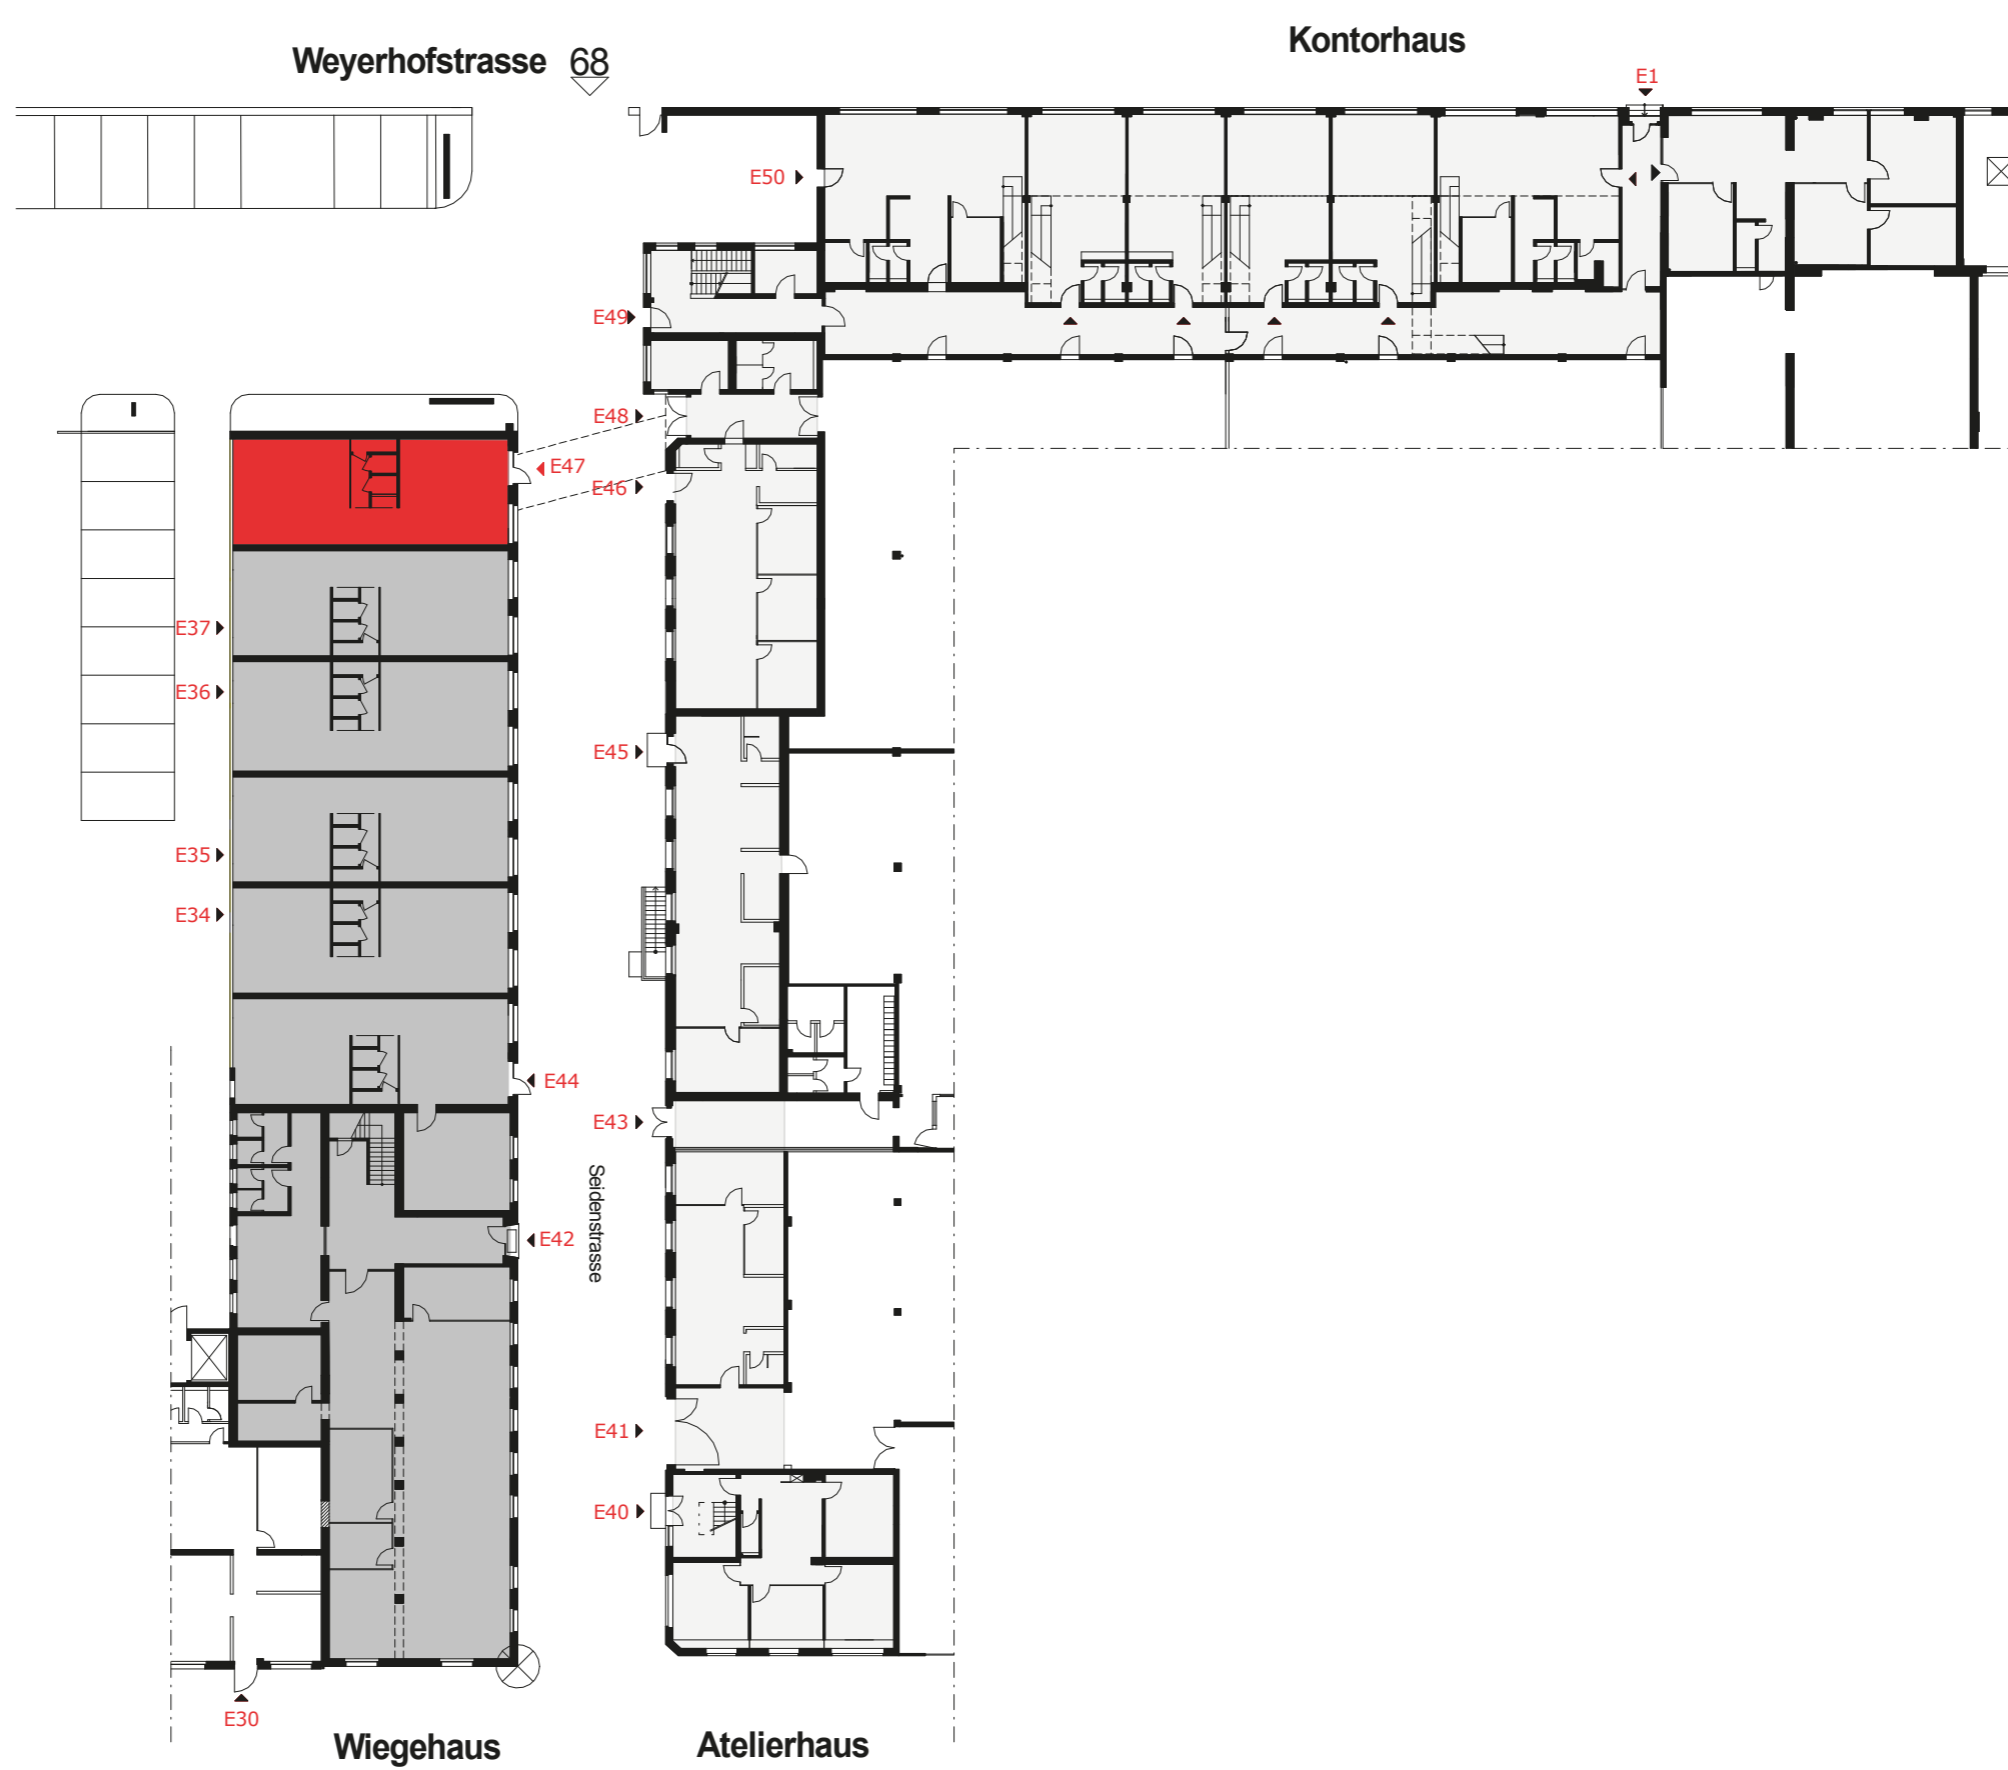 Weyerhofstrasse 68
Kontorhaus
E1
E50
E49
E48
E47
E46
E37
E36
E45
E35
E34
E44
E43
Seidenstrasse
E42
E41
E40
E30
Wiegehaus
Atelierhaus